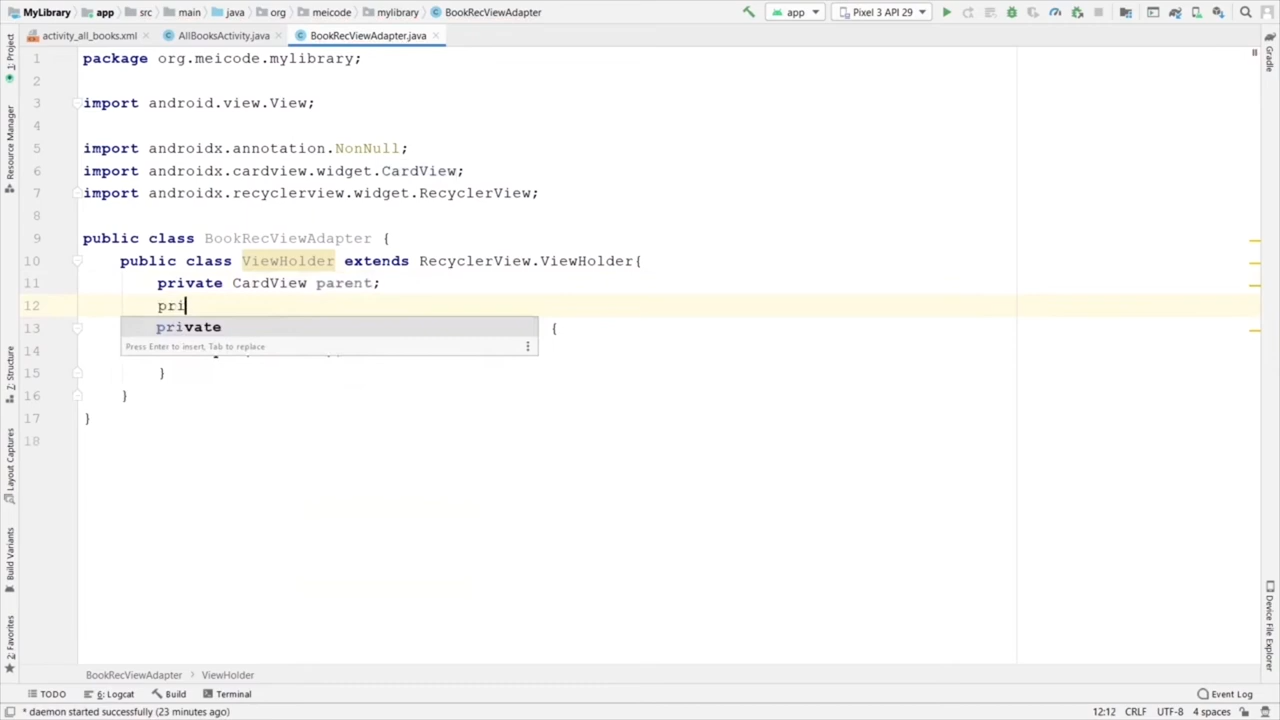 MyLibrary app src main java org meicode mylibrary BookRecViewAdapter app Pixel 3 API 29
activity_all_books.xml AllBooksActivity.java BookRecViewAdapter.java
1 package org.meicode.mylibrary;
2
3 import android.view.View;
4
5 import androidx.annotation.NonNull;
6 import androidx.cardview.widget.CardView;
7 import androidx.recyclerview.widget.RecyclerView;
8
9 public class BookRecViewAdapter {
10 public class ViewHolder extends RecyclerView.ViewHolder{
11 private CardView parent;
12 pri
private
13 {
Press Enter to insert, Tab to replace
14
15 }
16 }
17 }
18
1: Project
Resource Manager
Z: Structure
Layout Captures
Build Variants
2: Favorites
Gradle
Device File Explorer
BookRecViewAdapter > ViewHolder
TODO 6: Logcat Build Terminal Event Log
* daemon started successfully (23 minutes ago) 12:12 CRLF UTF-8 4 spaces